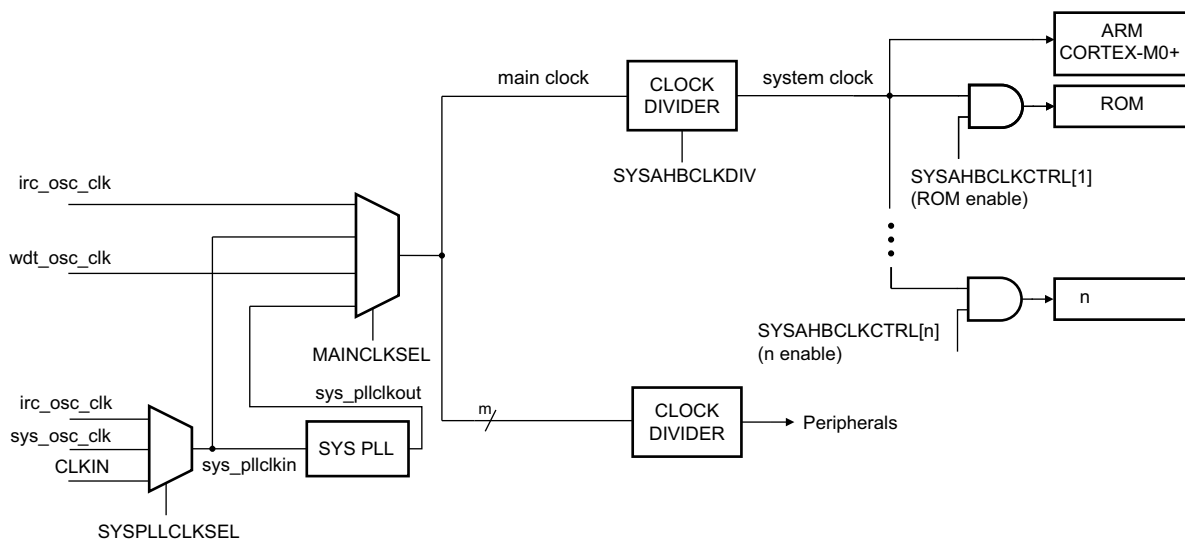 ARM
CORTEX-M0+
main clock
CLOCK
DIVIDER
system clock
ROM
SYSAHBCLKDIV
SYSAHBCLKCTRL[1]
(ROM enable)
irc_osc_clk
wdt_osc_clk
n
SYSAHBCLKCTRL[n]
(n enable)
MAINCLKSEL
sys_pllclkout
irc_osc_clk
sys_osc_clk
CLKIN
SYS PLL
sys_pllclkin
m
CLOCK
DIVIDER
Peripherals
SYSPLLCLKSEL